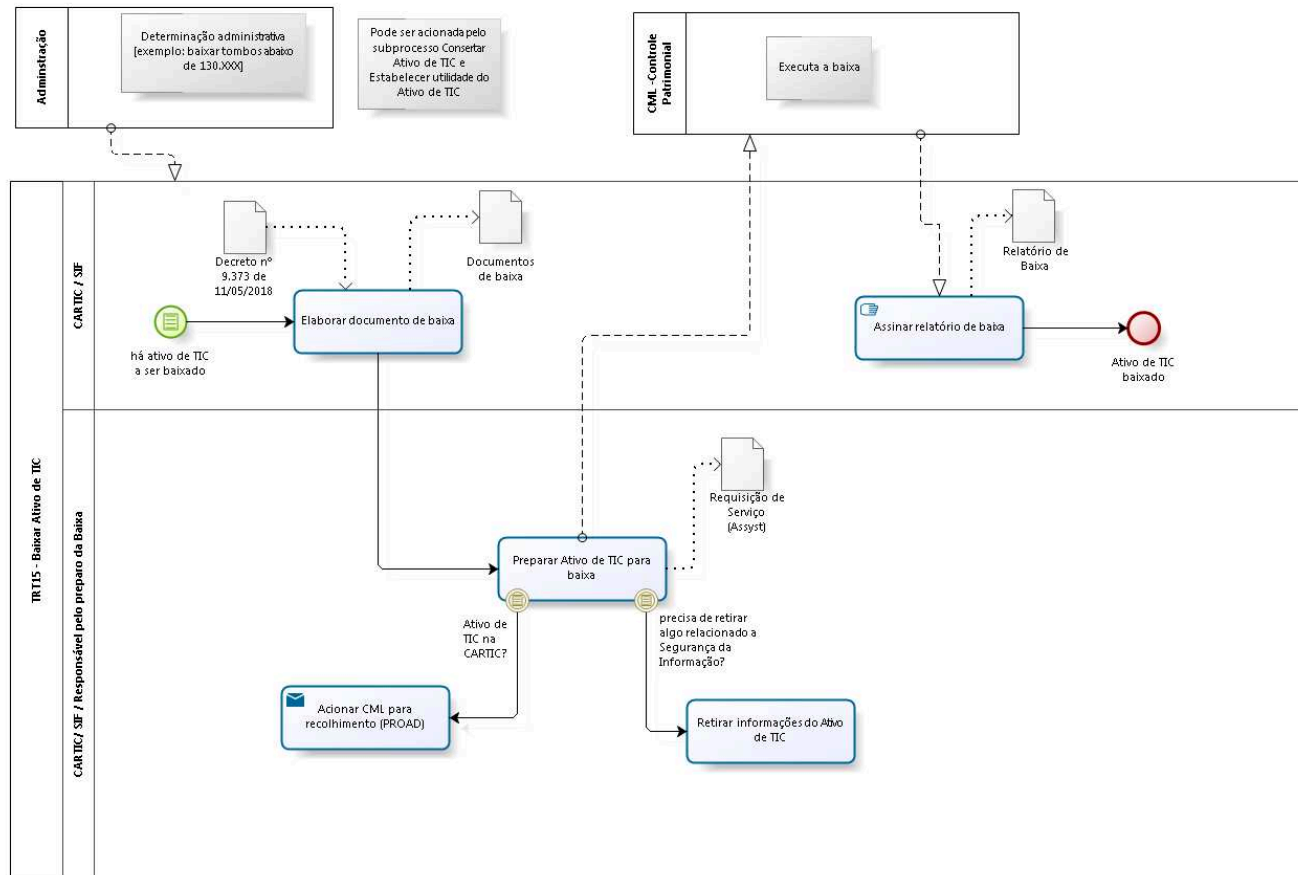 Adminstração
Determinação administrativa
[exemplo: baixar tombos abaixo
de 130.XXX]
Pode ser acionada pelo
subprocesso Consertar
Ativo de TIC e
Estabelecer utilidade do
Ativo de TIC
CML -Controle
Patrimonial
Executa a baixa
TRT15 - Baixar Ativo de TIC
CARTIC / SIF
Decreto nº
9.373 de
11/05/2018
Documentos
de baixa
há ativo de TIC
a ser baixado
Elaborar documento de baixa
Relatório de
Baixa
Assinar relatório de baixa
Ativo de TIC
baixado
CARTIC/ SIF / Responsável pelo preparo da Baixa
Requisição de
Serviço
(Assyst)
Preparar Ativo de TIC para
baixa
Ativo de
TIC na
CARTIC?
precisa de retirar
algo relacionado a
Segurança da
Informação?
Acionar CML para
recolhimento (PROAD)
Retirar informações do Ativo
de TIC